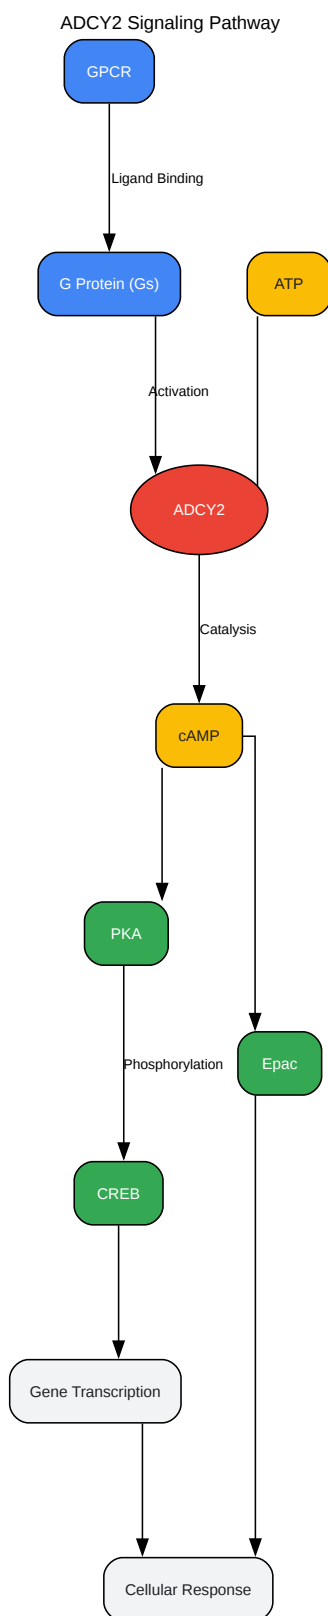 ADCY2 Signaling Pathway
GPCR
Ligand Binding
G Protein (Gs)
ATP
Activation
ADCY2
Catalysis
cAMP
PKA
Phosphorylation
Epac
CREB
Gene Transcription
Cellular Response